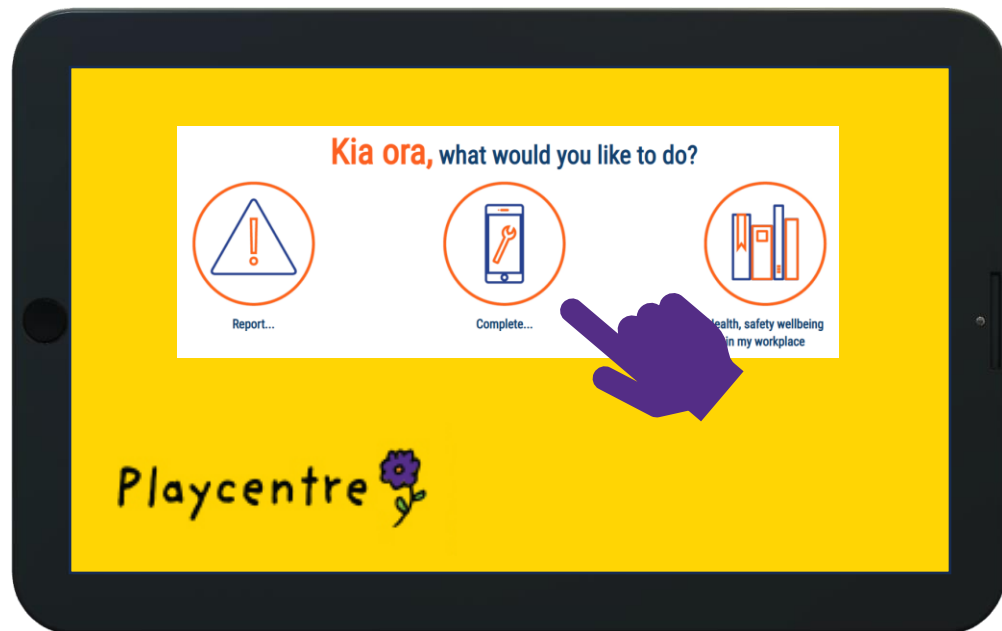 Kia ora, what would you like to do?
Report...
Complete...
ealth, safety wellbeing
in my workplace
Playcentre